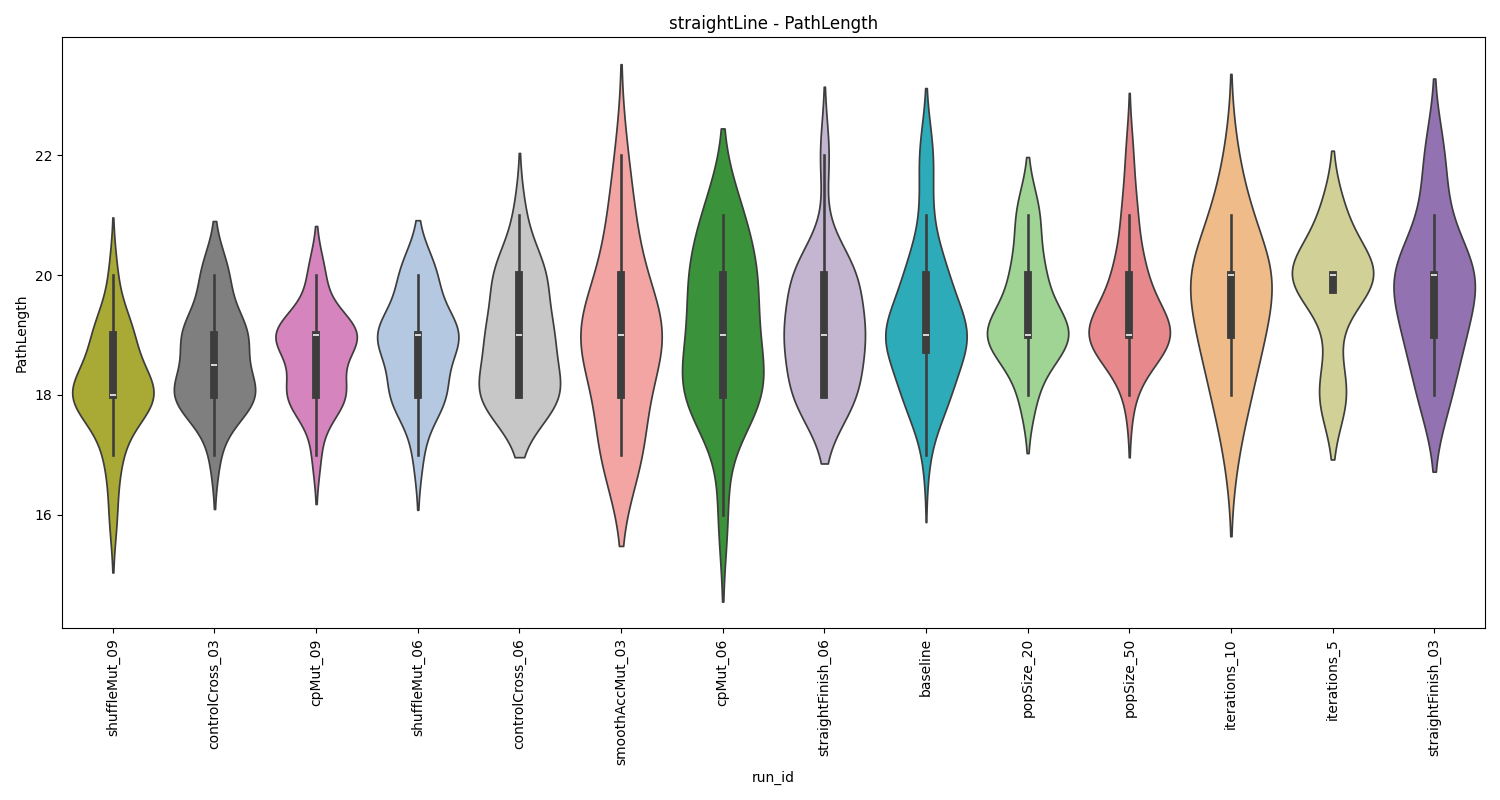 straightLine - PathLength
PathLength
22
20
18
16
shuffleMut_09
controlCross_03
cpMut_09
shuffleMut_06
controlCross_06
smoothAccMut_03
cpMut_06
straightFinish_06
baseline
popSize_20
popSize_50
iterations_10
iterations_5
straightFinish_03
run_id